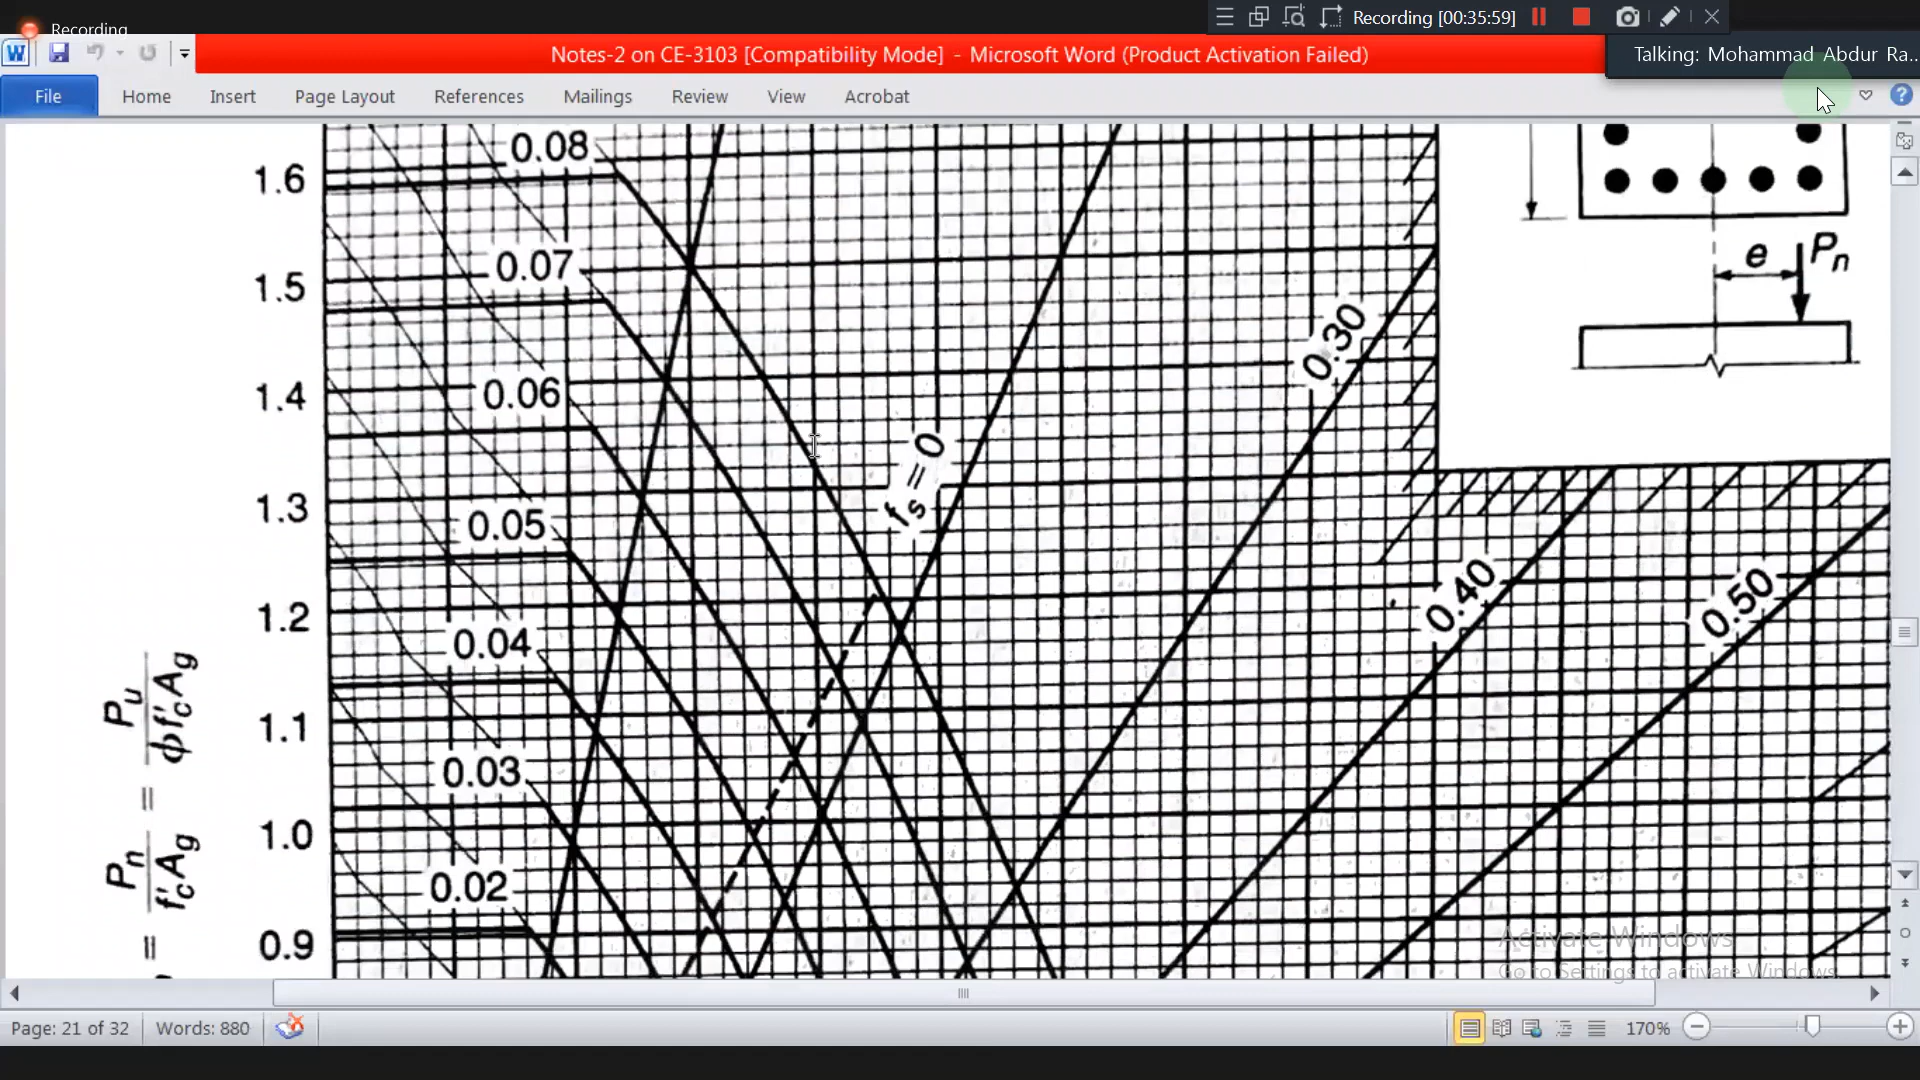 Recording [00:35:59]
Recording
Notes-2 on CE-3103 [Compatibility Mode] - Microsoft Word (Product Activation Failed)
Talking: Mohammad Abdur Ra...
File Home Insert Page Layout References Mailings Review View Acrobat
0.08
1.6
0.07
1.5
e Pn
0.30
0.06
1.4
fs = 0
0.05
1.3
0.40
0.50
0.04
1.2
1.1
0.03
1.0
0.02
0.9
= Pn / f'c Ag = Pu / ϕf'c Ag
Activate Windows
Go to Settings to activate Windows.
Page: 21 of 32 Words: 880 170%